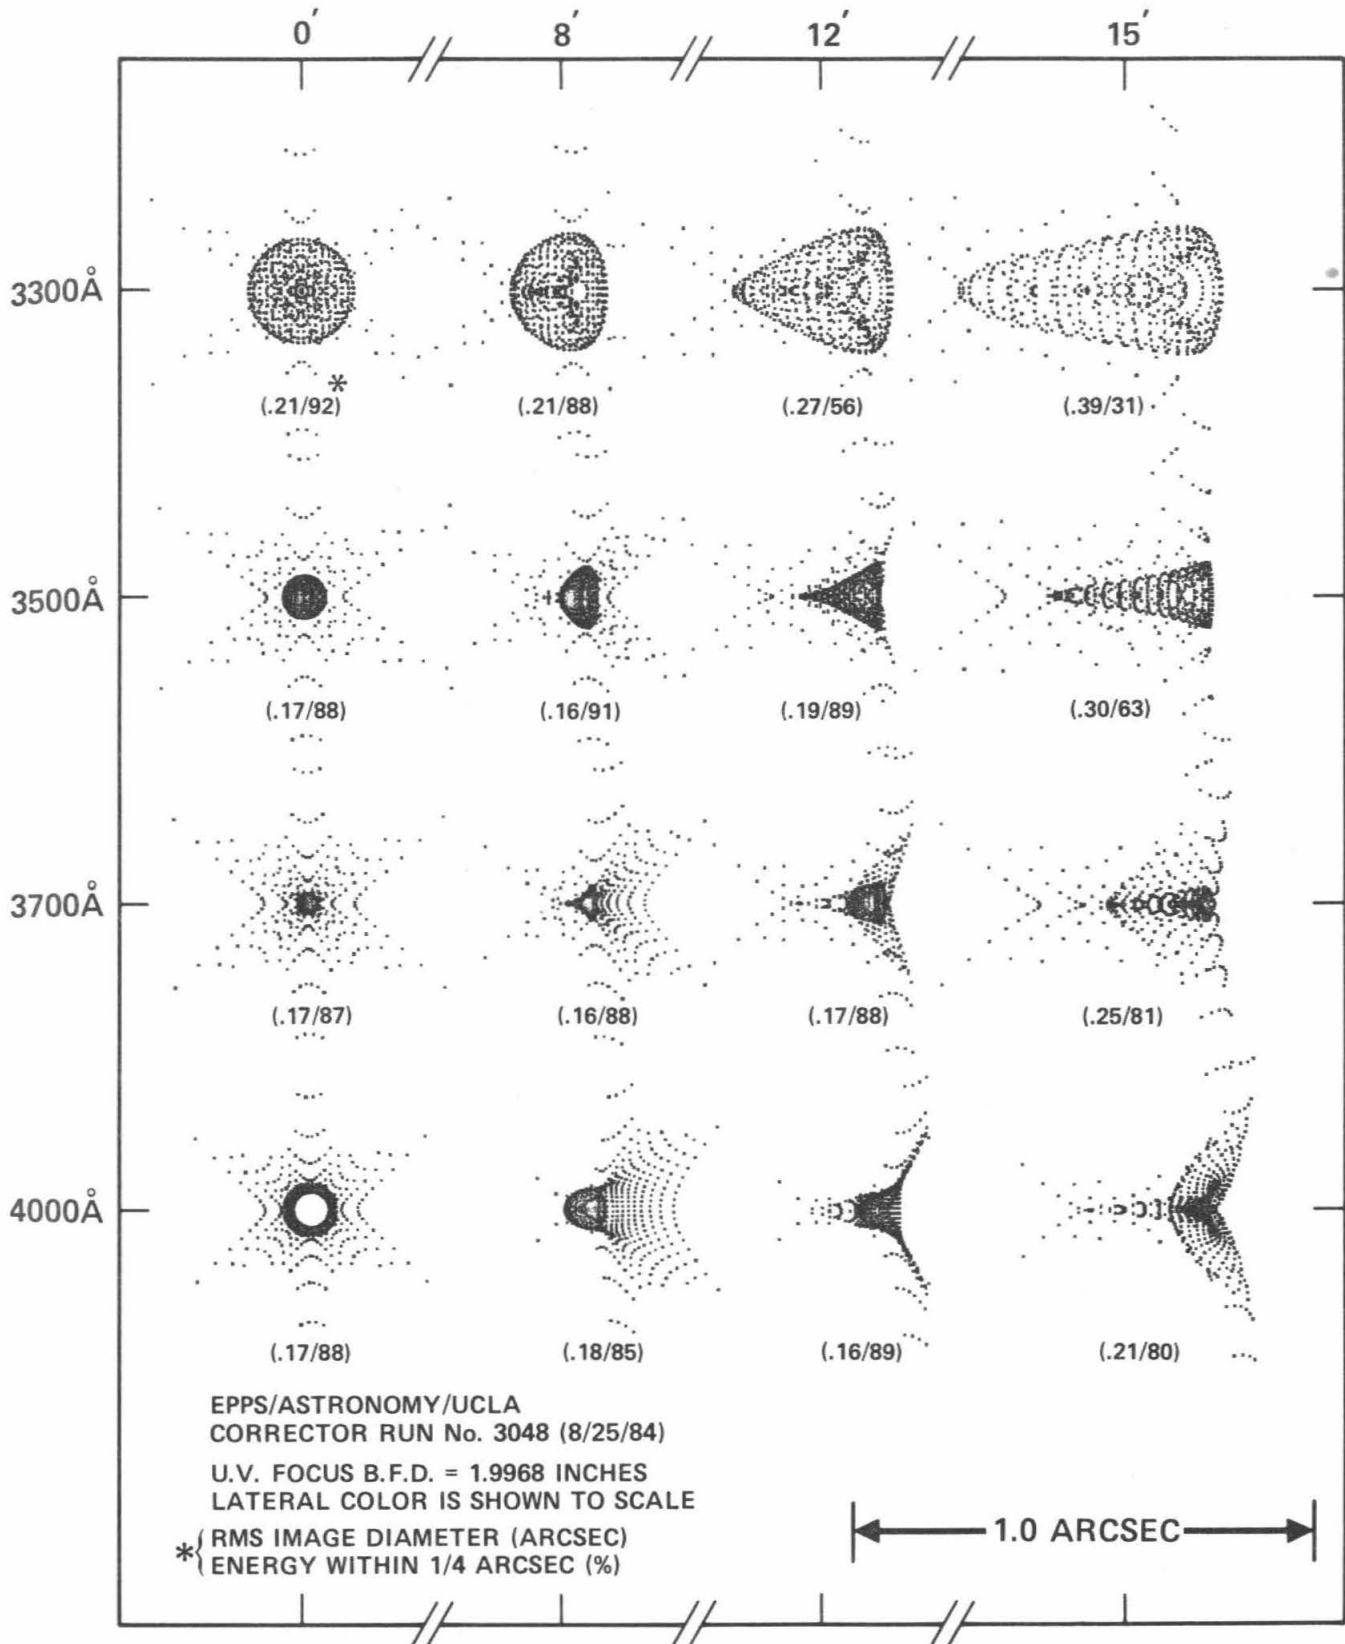 0′ 8′ 12′ 15′
3300Å
(.21/92)* (.21/88) (.27/56) (.39/31)
3500Å
(.17/88) (.16/91) (.19/89) (.30/63)
3700Å
(.17/87) (.16/88) (.17/88) (.25/81)
4000Å
(.17/88) (.18/85) (.16/89) (.21/80)
EPPS/ASTRONOMY/UCLA
CORRECTOR RUN No. 3048 (8/25/84)
U.V. FOCUS B.F.D. = 1.9968 INCHES
LATERAL COLOR IS SHOWN TO SCALE
*{ RMS IMAGE DIAMETER (ARCSEC)
ENERGY WITHIN 1/4 ARCSEC (%)
1.0 ARCSEC